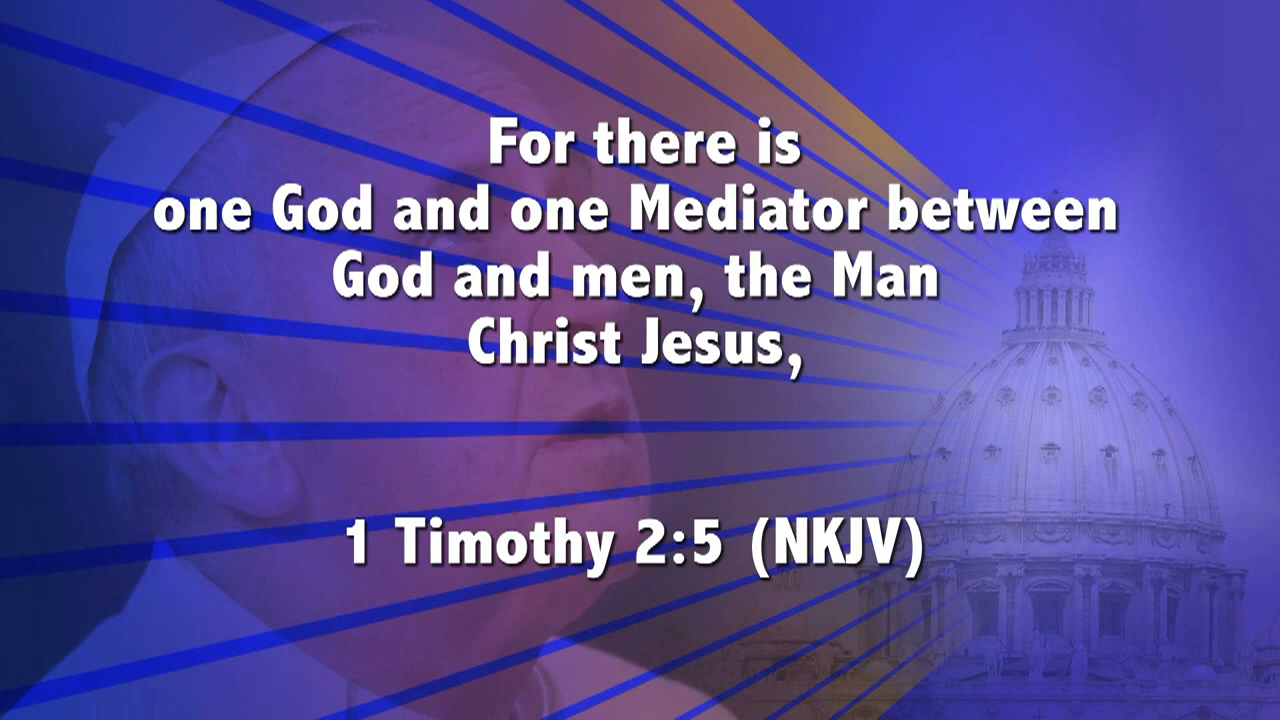 For there is
one God and one Mediator between
God and men, the Man
Christ Jesus,
1 Timothy 2:5 (NKJV)